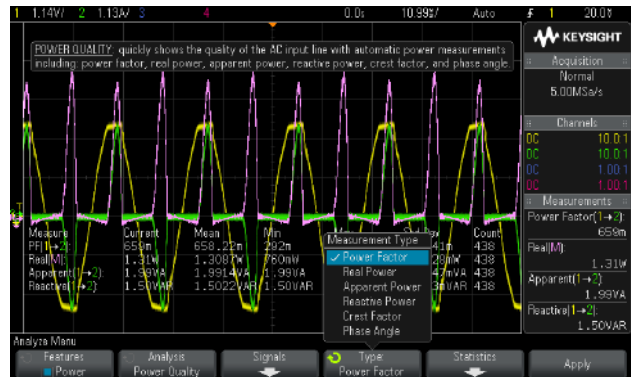 1 1.14V/ 2 1.13A/ 3 4 0.0s 10.99%/ Auto 1 20.0V
POWER QUALITY: quickly shows the quality of the AC input line with automatic power measurements
including: power factor, real power, apparent power, reactive power, crest factor, and phase angle.
KEYSIGHT
Acquisition
Normal
5.00MSa/s
Channels
DC 10.0:1
DC 10.0:1
DC 1.00:1
DC 1.00:1
Measurements
Power Factor(1→2):
659m
Real(M):
1.31W
Apparent(1→2):
1.99VA
Reactive(1→2):
1.50VAR
Measure Current Mean Min Dev Count
PF(1→2): 659m 658.22m 292m 438
Real(M): 1.31W 760mW 438
Apparent(1→2): 1.99VA 1.9914VA 1.99VA 438
Reactive(1→2): 1.50VAR 1.5022VAR 1.50VAR 438
Measurement Type
Power Factor
Real Power
Apparent Power
Reactive Power
Crest Factor
Phase Angle
Analyze Menu
Features
Power
Analysis
Power Quality
Signals
Type:
Power Factor
Statistics
Apply